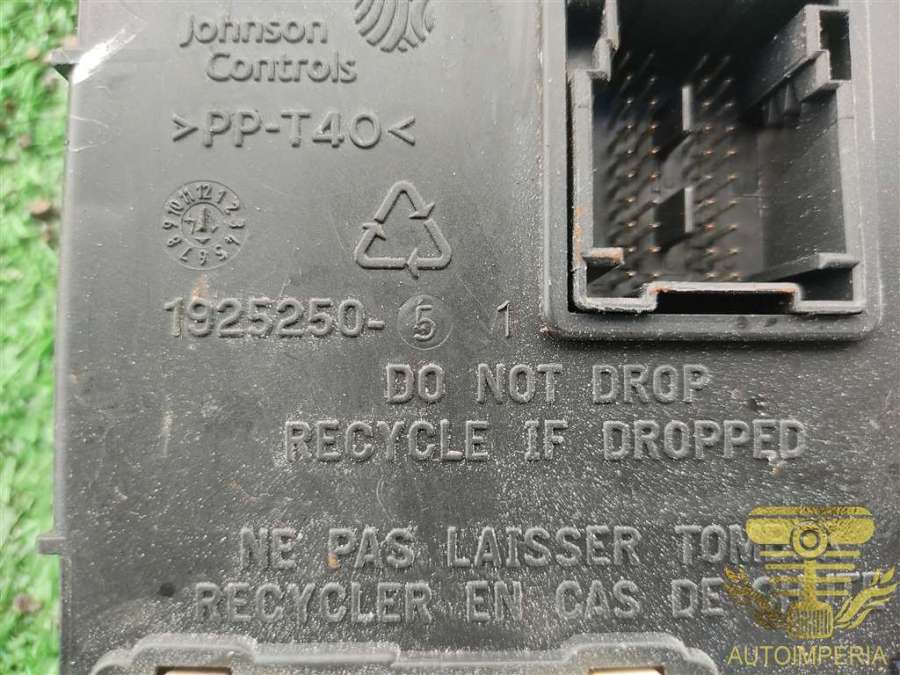 Johnson
Controls
>PP-T40<
1925250-5 1
DO NOT DROP
RECYCLE IF DROPPED
NE PAS LAISSER
RECYCLER EN CAS DE
AUTOIMPERIA